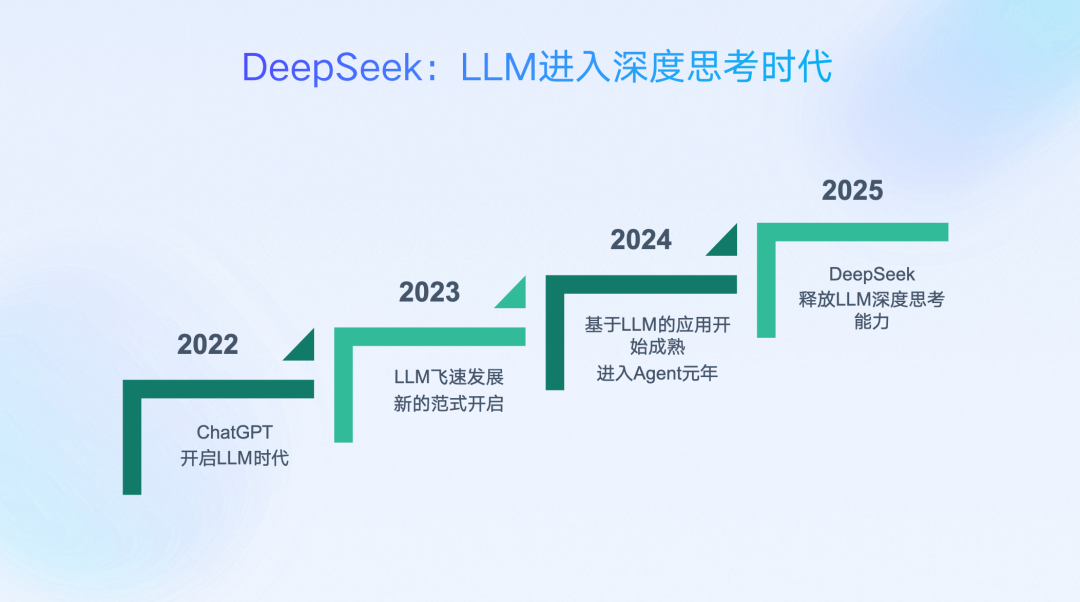 DeepSeek：LLM进入深度思考时代
2022
ChatGPT
开启LLM时代
2023
LLM飞速发展
新的范式开启
2024
基于LLM的应用开
始成熟
进入Agent元年
2025
DeepSeek
释放LLM深度思考
能力